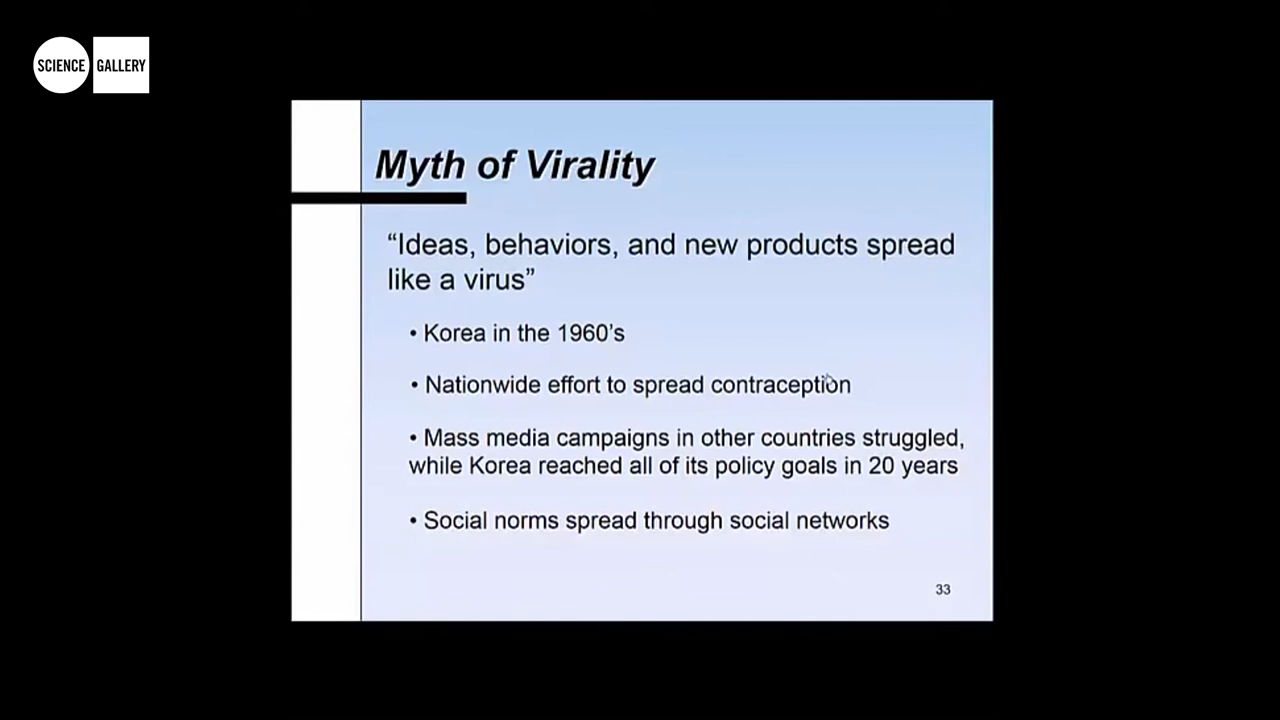 SCIENCE GALLERY
Myth of Virality
“Ideas, behaviors, and new products spread
like a virus”
• Korea in the 1960’s
• Nationwide effort to spread contraception
• Mass media campaigns in other countries struggled,
while Korea reached all of its policy goals in 20 years
• Social norms spread through social networks
33